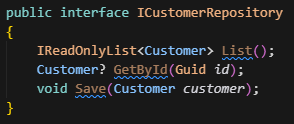 public interface ICustomerRepository
{
    IReadOnlyList<Customer> List();
    Customer? GetById(Guid id);
    void Save(Customer customer);
}